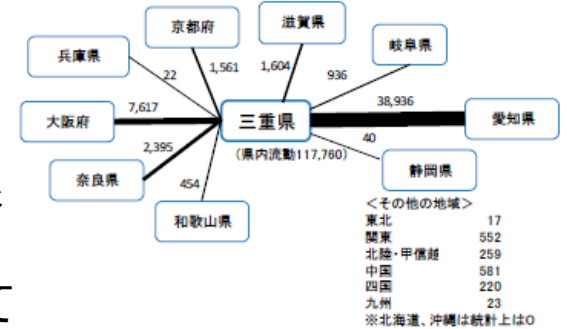 京都府
滋賀県
兵庫県
岐阜県
22
1,561
1,604
936
大阪府
7,617
三重県
38,936
愛知県
(県内流動117,760)
40
2,395
奈良県
454
静岡県
和歌山県
<その他の地域>
東北 17
関東 552
北陸・甲信越 259
中国 581
四国 220
九州 23
※北海道、沖縄は統計上は0
て